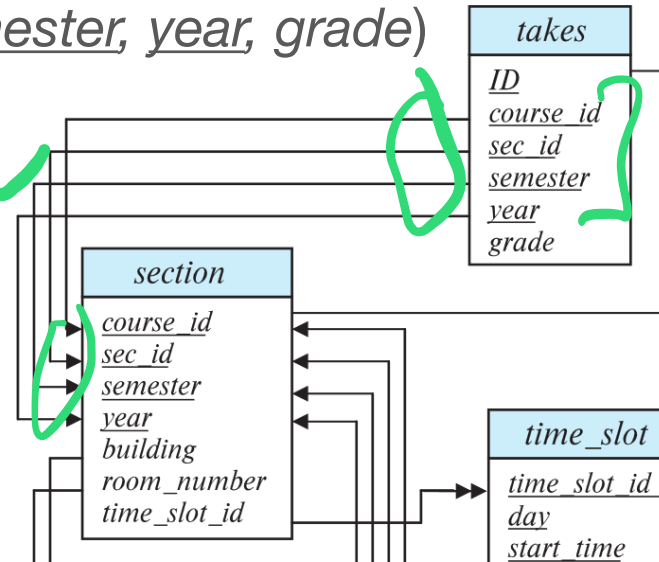 ester, year, grade)
takes
ID
course_id
sec_id
semester
year
grade
section
course_id
sec_id
semester
year
building
room_number
time_slot_id
time_slot
time_slot_id
day
start_time